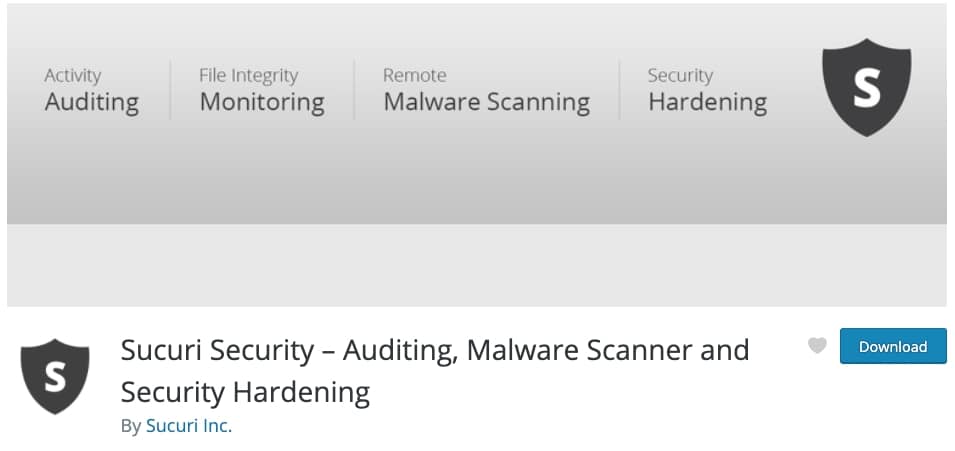 Activity
Auditing
File Integrity
Monitoring
Remote
Malware Scanning
Security
Hardening
S
S
Sucuri Security – Auditing, Malware Scanner and
Security Hardening
By Sucuri Inc.
Download